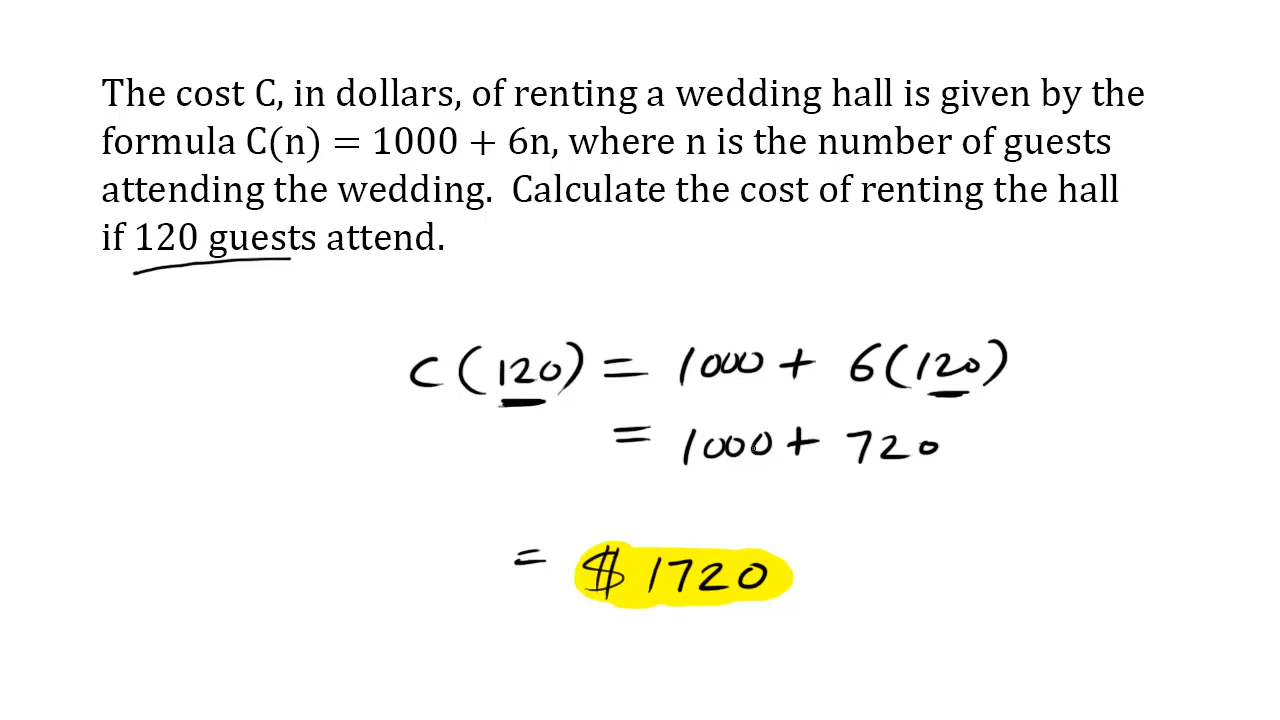 The cost C, in dollars, of renting a wedding hall is given by the
formula C(n) = 1000 + 6n, where n is the number of guests
attending the wedding.  Calculate the cost of renting the hall
if 120 guests attend.
C(120) = 1000 + 6(120)
= 1000 + 720
= $ 1720